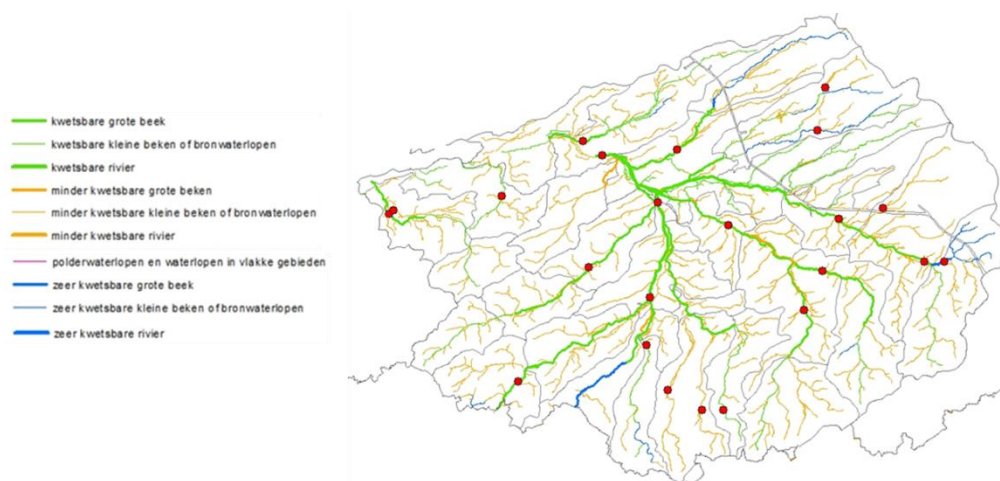 kwetsbare grote beek
kwetsbare kleine beken of bronwaterlopen
kwetsbare rivier
minder kwetsbare grote beken
minder kwetsbare kleine beken of bronwaterlopen
minder kwetsbare rivier
polderwaterlopen en waterlopen in vlakke gebieden
zeer kwetsbare grote beek
zeer kwetsbare kleine beken of bronwaterlopen
zeer kwetsbare rivier